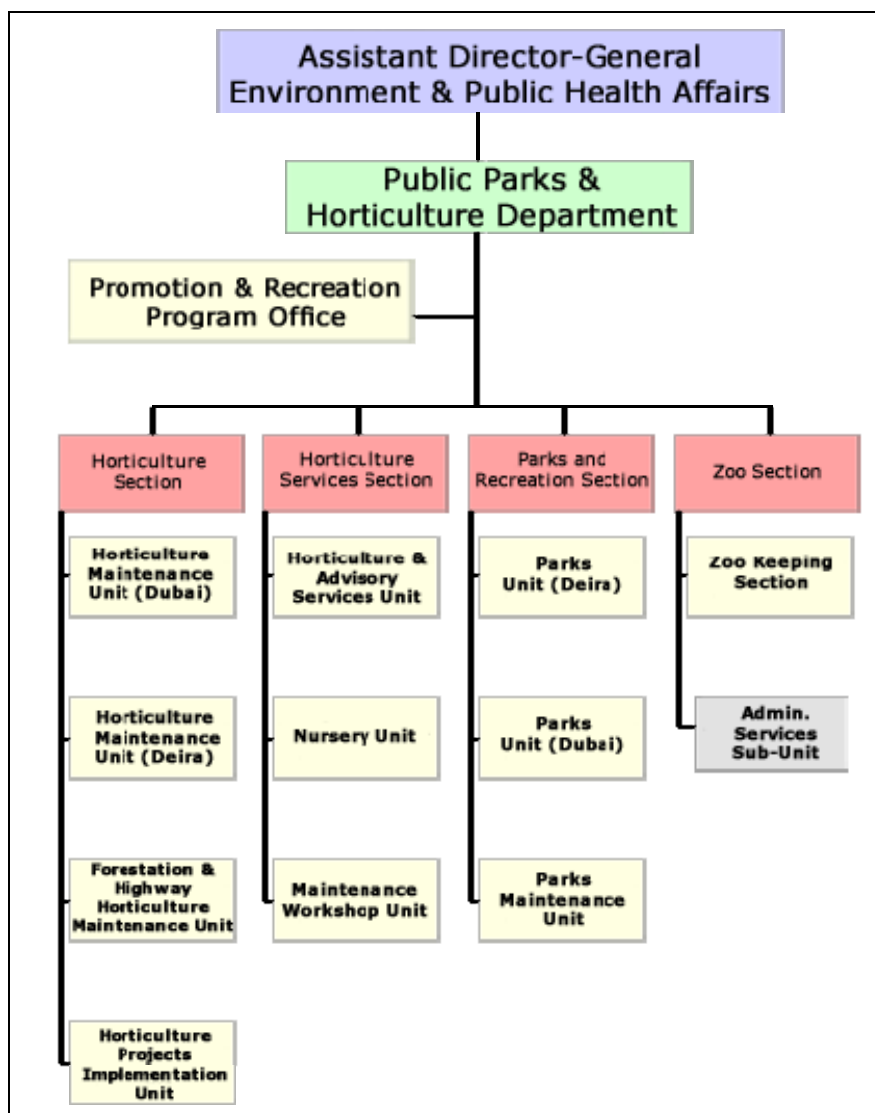 Assistant Director-General
Environment & Public Health Affairs
Public Parks &
Horticulture Department
Promotion & Recreation
Program Office
Horticulture
Section
Horticulture
Services Section
Parks and
Recreation Section
Zoo Section
Horticulture
Maintenance
Unit (Dubai)
Horticulture &
Advisory
Services Unit
Parks
Unit (Deira)
Zoo Keeping
Section
Horticulture
Maintenance
Unit (Deira)
Nursery Unit
Parks
Unit (Dubai)
Admin.
Services
Sub-Unit
Forestation &
Highway
Horticulture
Maintenance Unit
Maintenance
Workshop Unit
Parks
Maintenance
Unit
Horticulture
Projects
Implementation
Unit